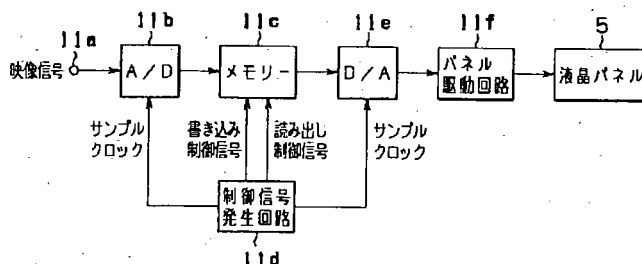 11b
11c
11e
11f
5
11a
映像信号
A/D
メモリー
D/A
パネル
駆動回路
液晶パネル
サンプル
クロック
書き込み
制御信号
読み出し
制御信号
サンプル
クロック
制御信号
発生回路
11d